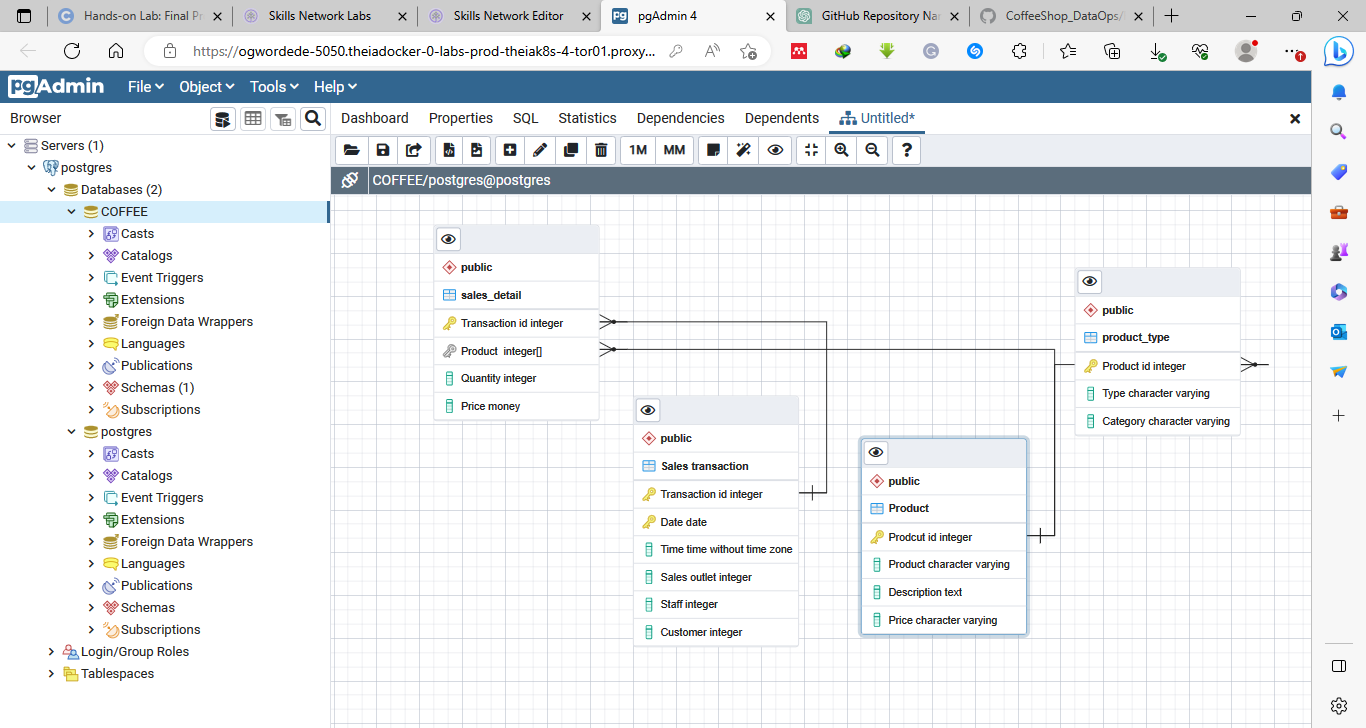 Hands-on Lab: Final Pr
Skills Network Labs
Skills Network Editor
pgAdmin 4
GitHub Repository Nar
CoffeeShop_DataOps/
https://ogwordede-5050.theiadocker-0-labs-prod-theiak8s-4-tor01.proxy...
pgAdmin
File
Object
Tools
Help
Browser
Dashboard
Properties
SQL
Statistics
Dependencies
Dependents
Untitled*
1M
MM
?
COFFEE/postgres@postgres
Servers (1)
postgres
Databases (2)
COFFEE
Casts
Catalogs
Event Triggers
Extensions
Foreign Data Wrappers
Languages
Publications
Schemas (1)
Subscriptions
postgres
Casts
Catalogs
Event Triggers
Extensions
Foreign Data Wrappers
Languages
Publications
Schemas
Subscriptions
Login/Group Roles
Tablespaces
public
sales_detail
Transaction id integer
Product integer[]
Quantity integer
Price money
public
Sales transaction
Transaction id integer
Date date
Time time without time zone
Sales outlet integer
Staff integer
Customer integer
public
Product
Prodcut id integer
Product character varying
Description text
Price character varying
public
product_type
Product id integer
Type character varying
Category character varying